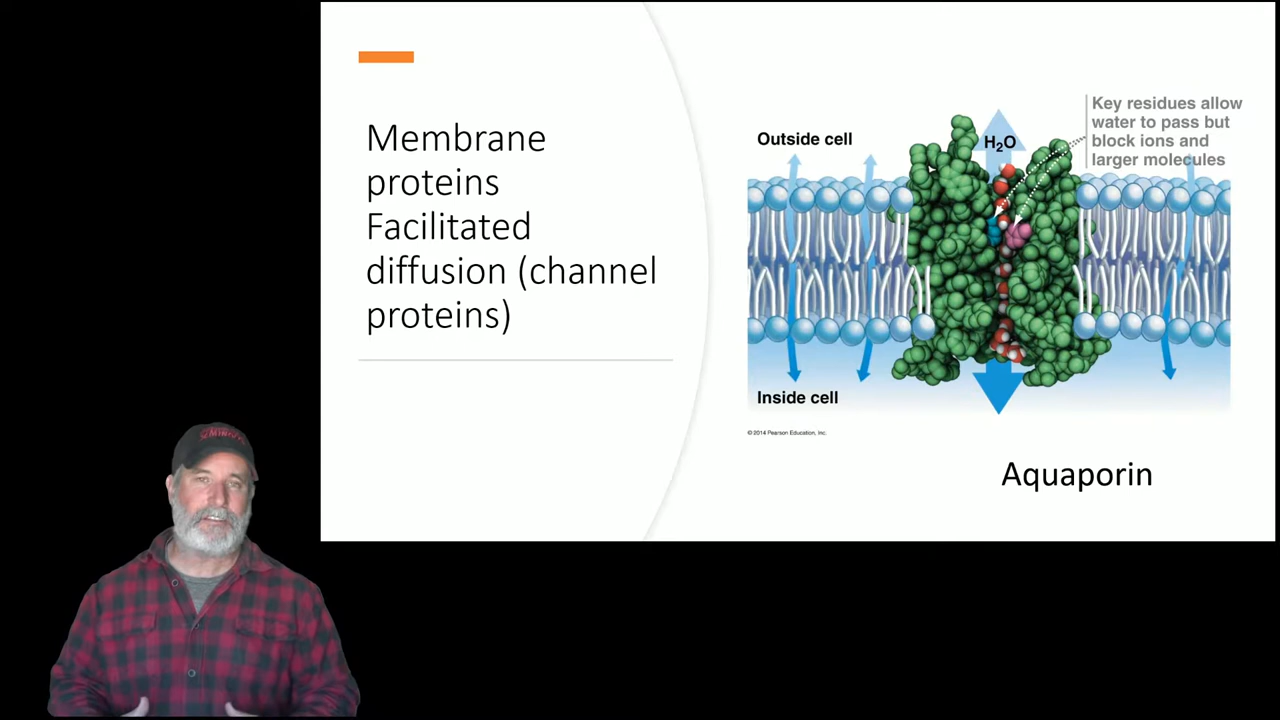 Membrane
proteins
Facilitated
diffusion (channel
proteins)
Outside cell
H₂O
Key residues allow
water to pass but
block ions and
larger molecules
Inside cell
© 2014 Pearson Education, Inc.
Aquaporin